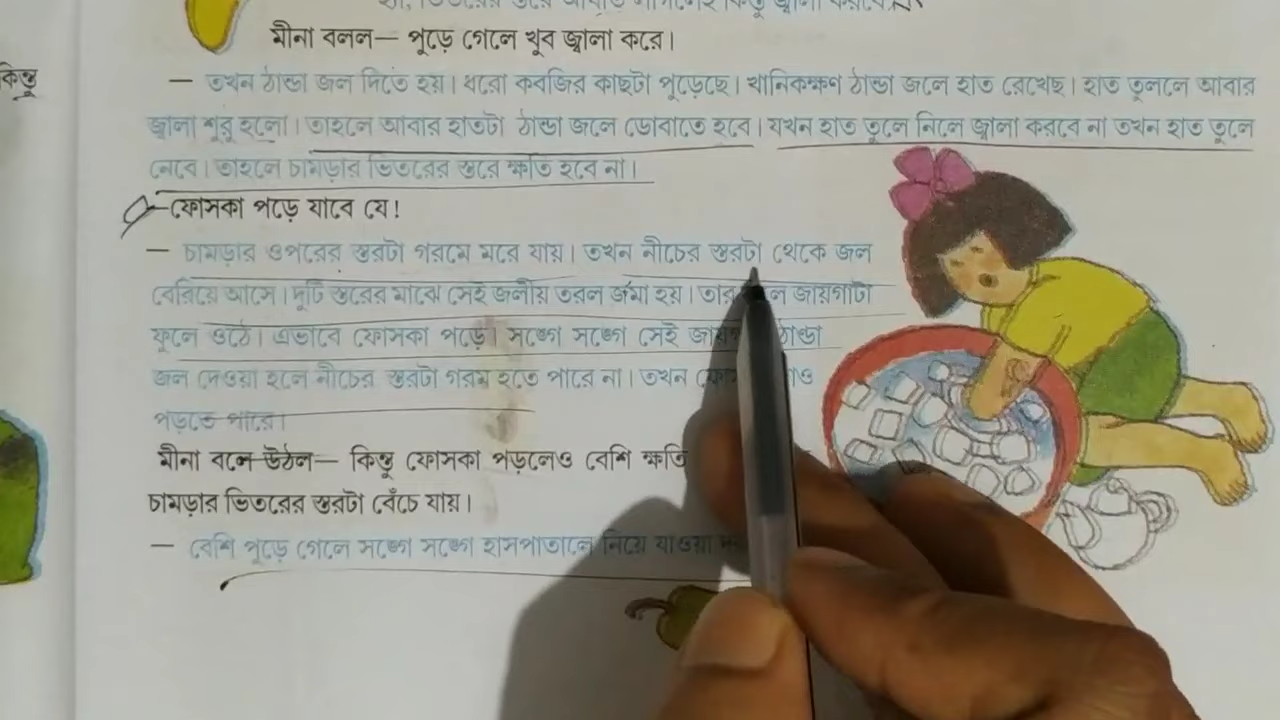 মীনা বলল— পুড়ে গেলে খুব জ্বালা করে।
কিন্তু
— তখন ঠান্ডা জল দিতে হয়। ধরো কবজির কাছটা পুড়েছে। খানিকক্ষণ ঠান্ডা জলে হাত রেখেছ। হাত তুললে আবার
জ্বালা শুরু হলো। তাহলে আবার হাতটা ঠান্ডা জলে ডোবাতে হবে। যখন হাত তুলে নিলে জ্বালা করবে না তখন হাত তুলে
নেবে। তাহলে চামড়ার ভিতরের স্তরে ক্ষতি হবে না।
—ফোসকা পড়ে যাবে যে!
— চামড়ার ওপরের স্তরটা গরমে মরে যায়। তখন নীচের স্তরটা থেকে জল
বেরিয়ে আসে। দুটি স্তরের মাঝে সেই জলীয় তরল জমা হয়। জায়গাটা
ফুলে ওঠে। এভাবে ফোসকা পড়ে। সঙ্গে সঙ্গে সেই ঠান্ডা
জল দেওয়া হলে নীচের স্তরটা গরম হতে পারে না। তখন
পড়তে পারে।
মীনা বলে উঠল— কিন্তু ফোসকা পড়লেও বেশি ক্ষতি
চামড়ার ভিতরের স্তরটা বেঁচে যায়।
— বেশি পুড়ে গেলে সঙ্গে সঙ্গে হাসপাতালে নিয়ে যাওয়া